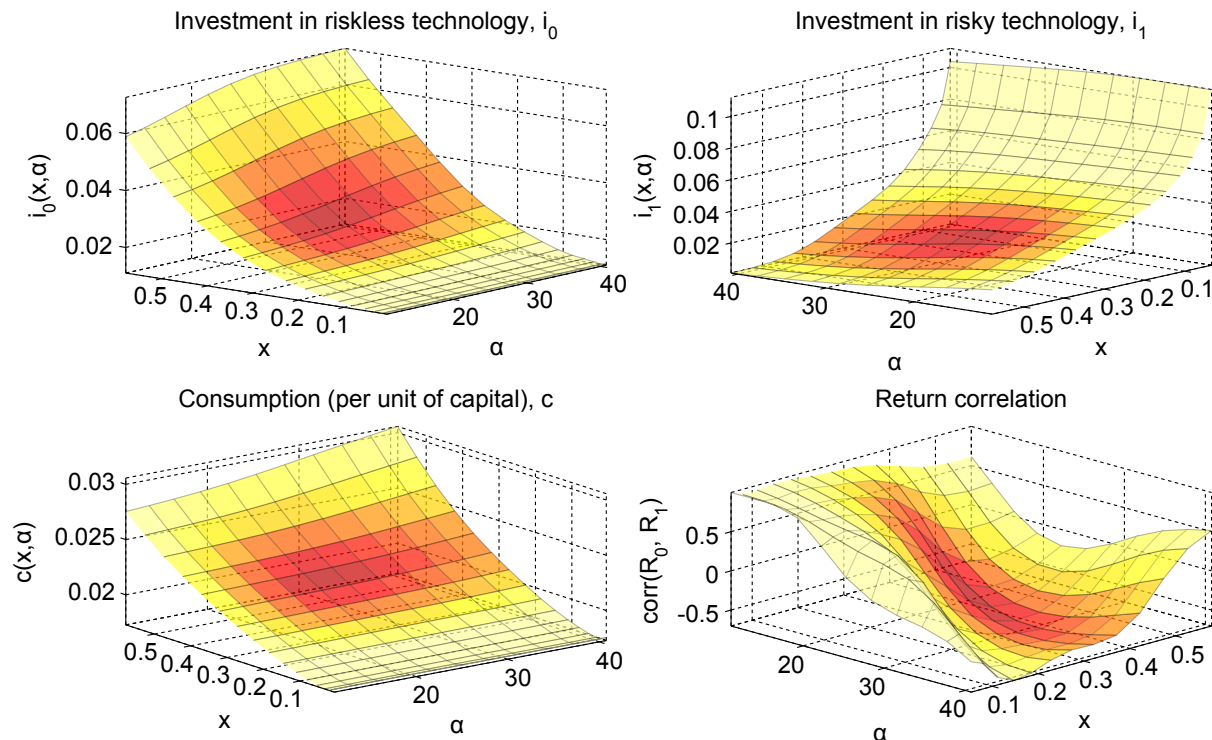 Investment in riskless technology, i₀
i₀(x,α)
0.06
0.04
0.02
0.5
0.4
0.3
0.2
0.1
x
20
30
40
α
Investment in risky technology, i₁
i₁(x,α)
0.1
0.08
0.06
0.04
0.02
40
30
20
α
0.5
0.4
0.3
0.2
0.1
x
Consumption (per unit of capital), c
c(x,α)
0.03
0.025
0.02
0.5
0.4
0.3
0.2
0.1
x
20
30
40
α
Return correlation
corr(R₀, R₁)
0.5
0
-0.5
20
30
40
α
0.1
0.2
0.3
0.4
0.5
x